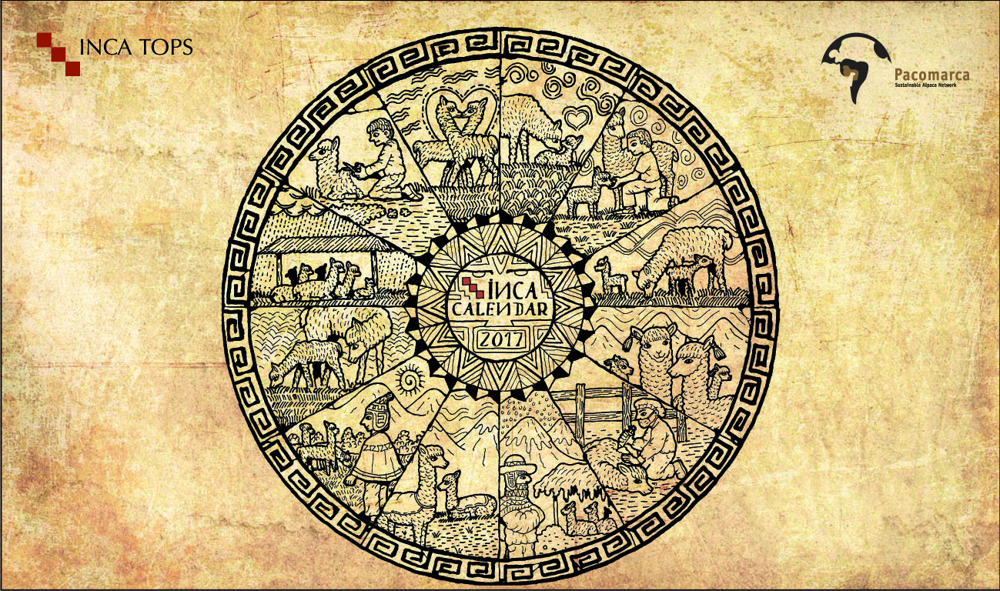 INCA TOPS
Pacomarca
Sustainable Alpaca Network
INCA
CALENDAR
2017